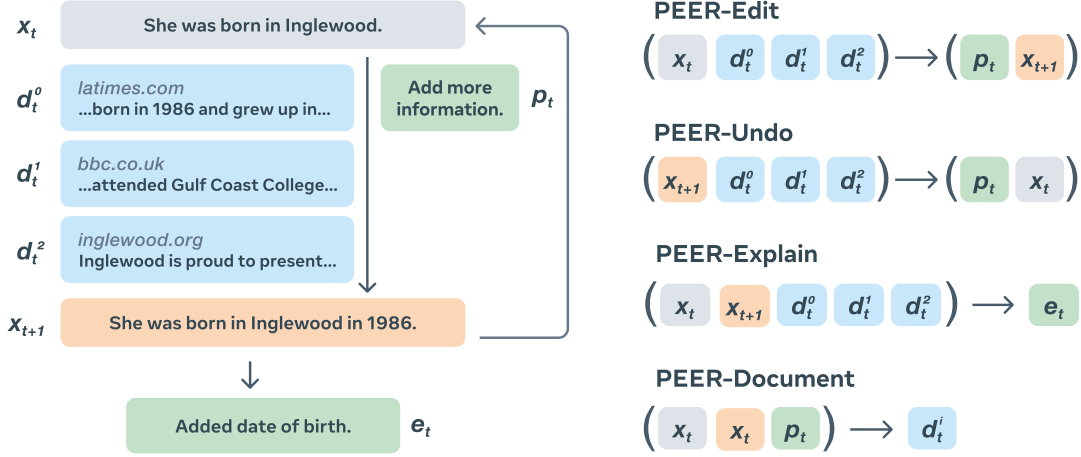 x_t
She was born in Inglewood.
d_t^0
latimes.com
...born in 1986 and grew up in...
Add more
information.
p_t
d_t^1
bbc.co.uk
...attended Gulf Coast College...
d_t^2
inglewood.org
Inglewood is proud to present...
x_{t+1}
She was born in Inglewood in 1986.
Added date of birth.
e_t
PEER-Edit
( x_t d_t^0 d_t^1 d_t^2 ) → ( p_t x_{t+1} )
PEER-Undo
( x_{t+1} d_t^0 d_t^1 d_t^2 ) → ( p_t x_t )
PEER-Explain
( x_t x_{t+1} d_t^0 d_t^1 d_t^2 ) → e_t
PEER-Document
( x_t x_t p_t ) → d_t^i